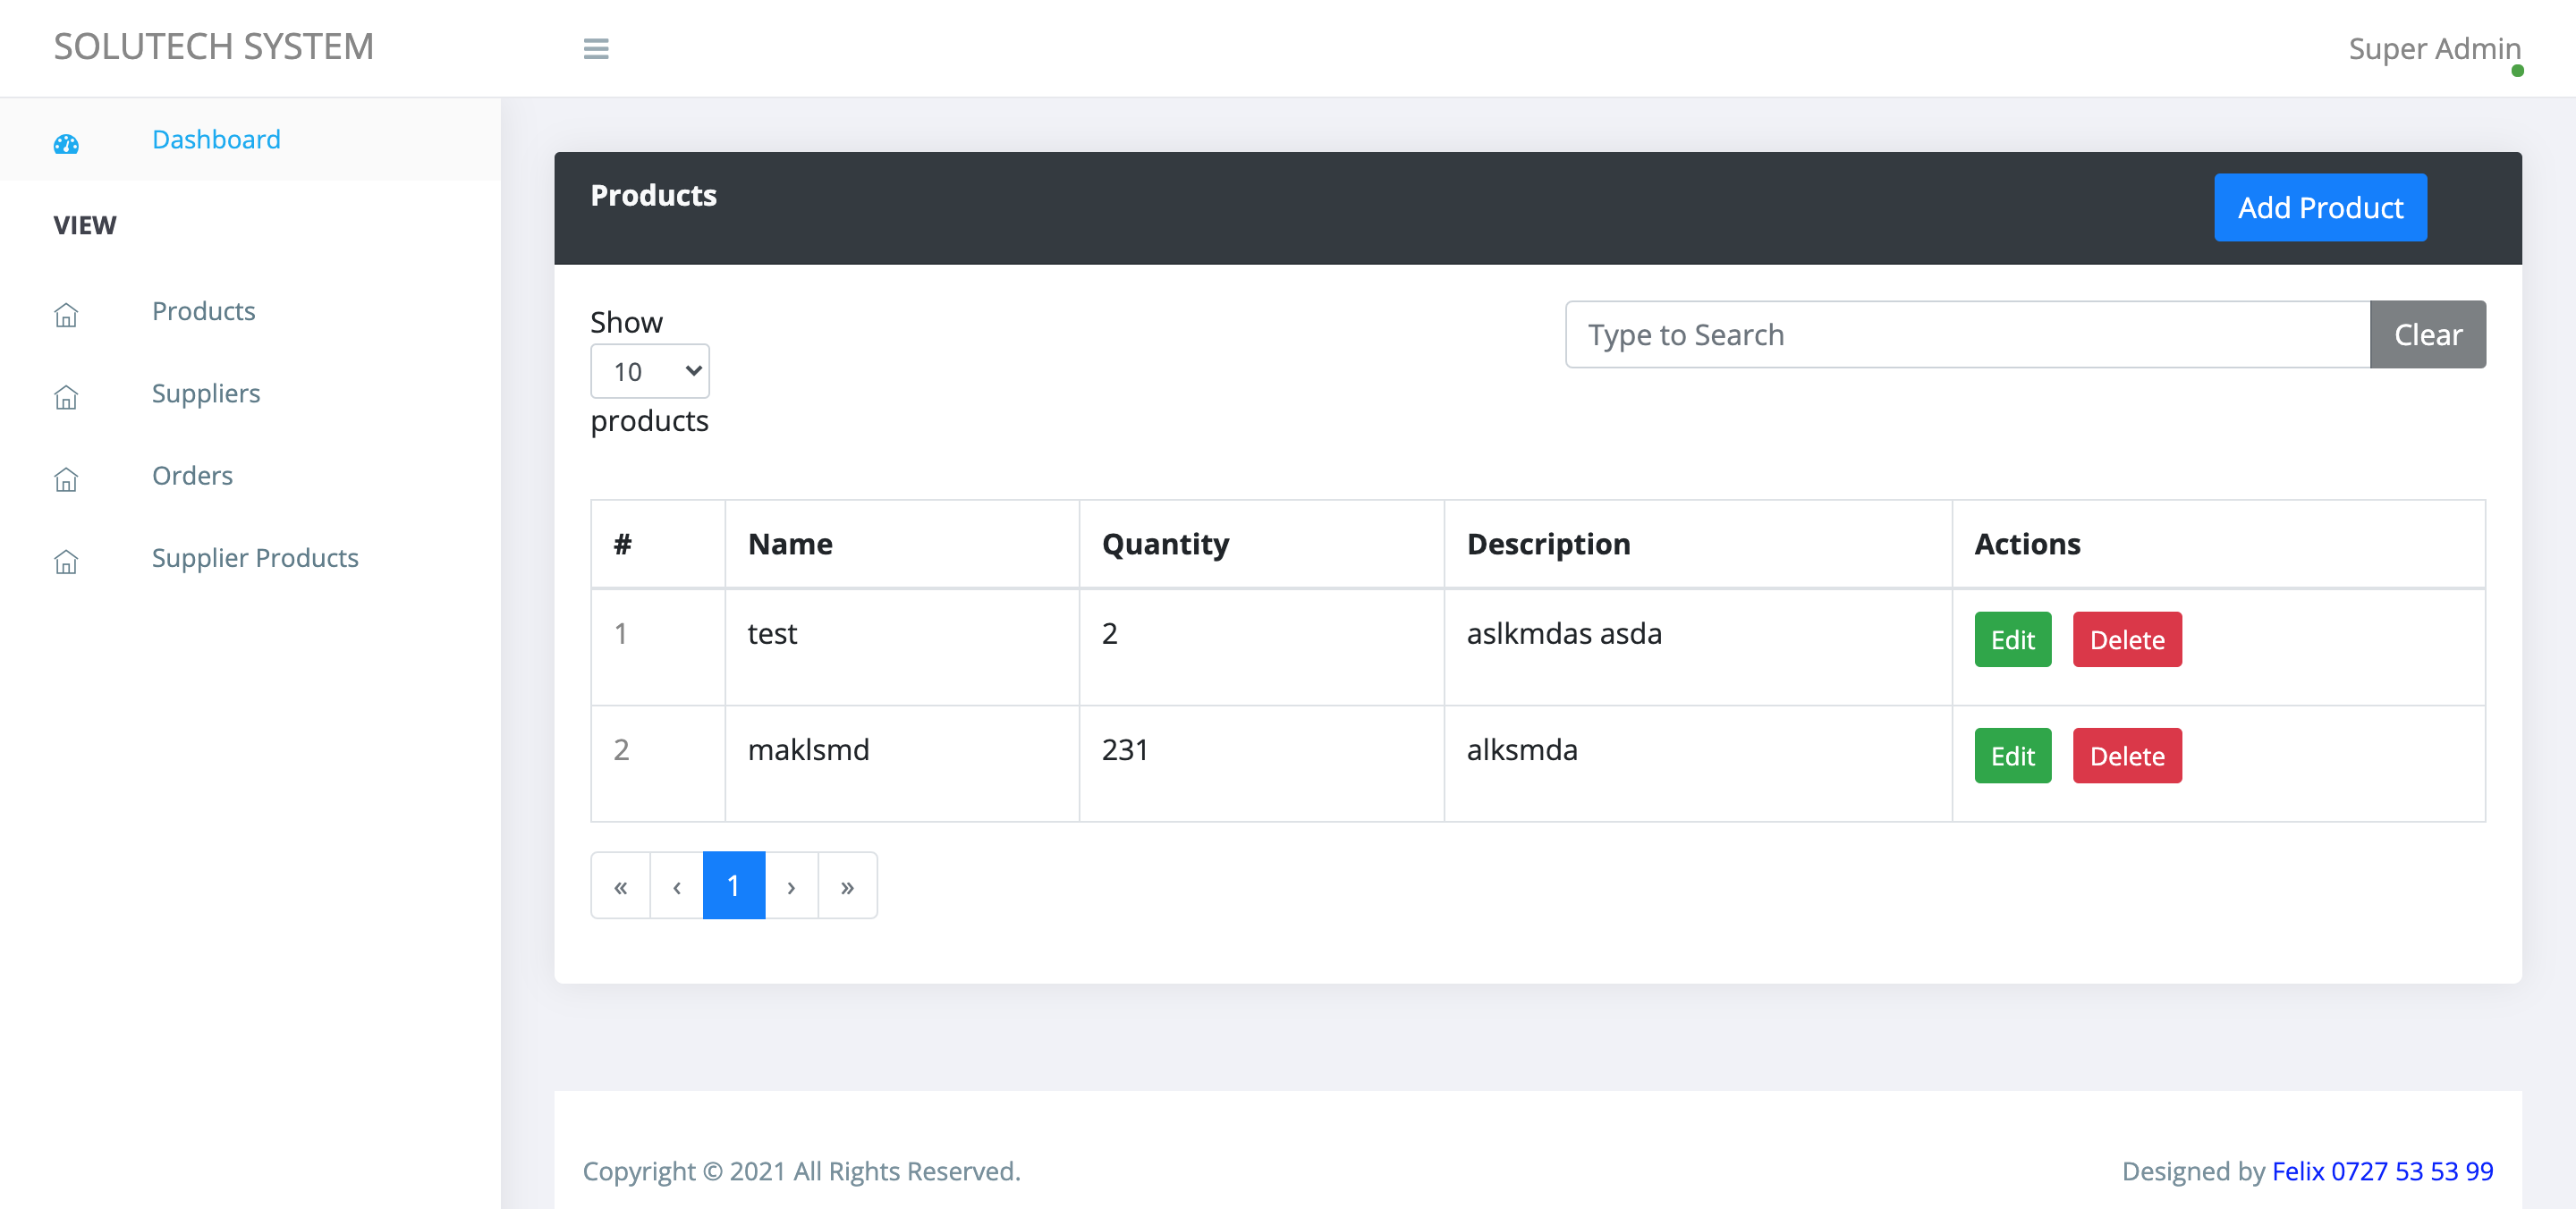 SOLUTECH SYSTEM
Super Admin
Dashboard
VIEW
Products
Suppliers
Orders
Supplier Products
Products
Add Product
Show
10
products
Type to Search
Clear
# Name Quantity Description Actions
1 test 2 aslkmdas asda Edit Delete
2 maklsmd 231 alksmda Edit Delete
« ‹ 1 › »
Copyright © 2021 All Rights Reserved.
Designed by Felix 0727 53 53 99